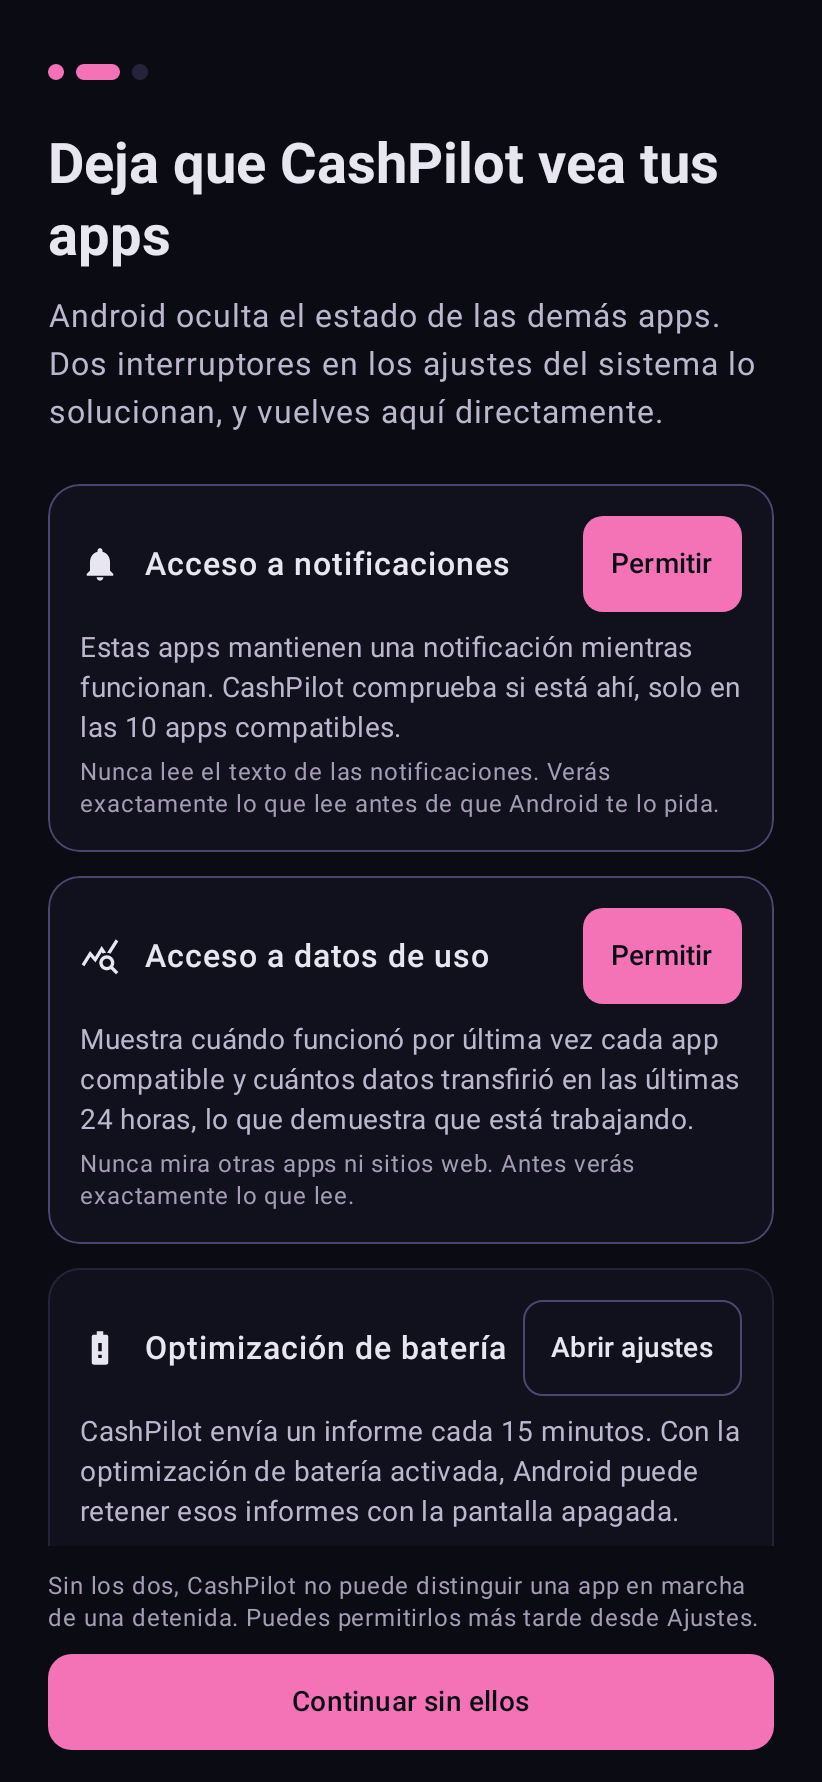 Deja que CashPilot vea tus
apps
Android oculta el estado de las demás apps.
Dos interruptores en los ajustes del sistema lo
solucionan, y vuelves aquí directamente.
Acceso a notificaciones
Permitir
Estas apps mantienen una notificación mientras
funcionan. CashPilot comprueba si está ahí, solo en
las 10 apps compatibles.
Nunca lee el texto de las notificaciones. Verás
exactamente lo que lee antes de que Android te lo pida.
Acceso a datos de uso
Permitir
Muestra cuándo funcionó por última vez cada app
compatible y cuántos datos transfirió en las últimas
24 horas, lo que demuestra que está trabajando.
Nunca mira otras apps ni sitios web. Antes verás
exactamente lo que lee.
Optimización de batería
Abrir ajustes
CashPilot envía un informe cada 15 minutos. Con la
optimización de batería activada, Android puede
retener esos informes con la pantalla apagada.
Sin los dos, CashPilot no puede distinguir una app en marcha
de una detenida. Puedes permitirlos más tarde desde Ajustes.
Continuar sin ellos